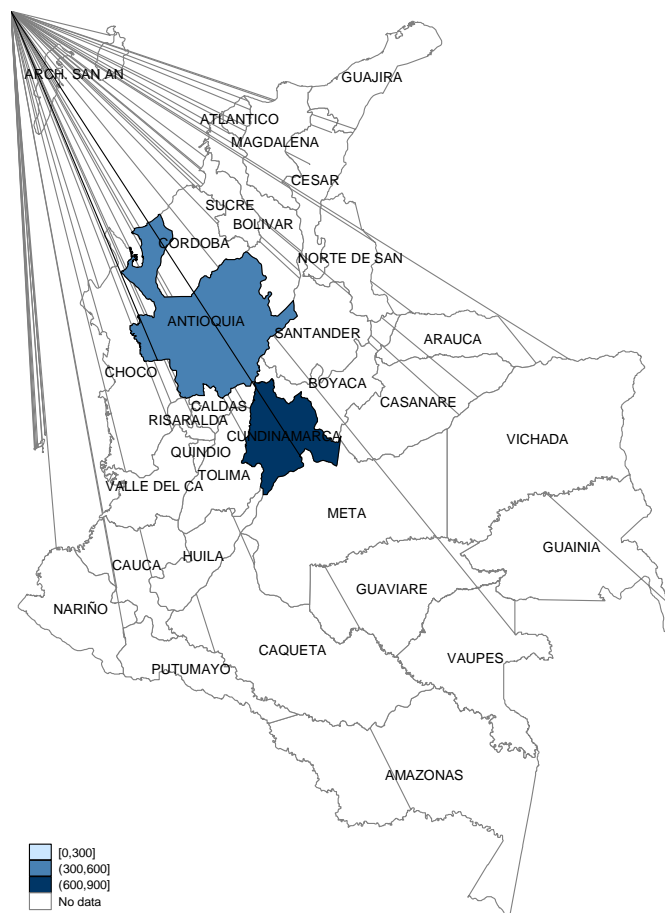 GUAJIRA
ARCH. SAN AN
ATLANTICO
MAGDALENA
CESAR
SUCRE
BOLIVAR
CORDOBA
NORTE DE SAN
ANTIOQUIA
SANTANDER
ARAUCA
CHOCO
BOYACA
CASANARE
CALDAS
RISARALDA
CUNDINAMARCA
VICHADA
QUINDIO
TOLIMA
VALLE DEL CA
META
GUAINIA
HUILA
CAUCA
GUAVIARE
NARIÑO
CAQUETA
VAUPES
PUTUMAYO
AMAZONAS
[0,300]
(300,600]
(600,900]
No data